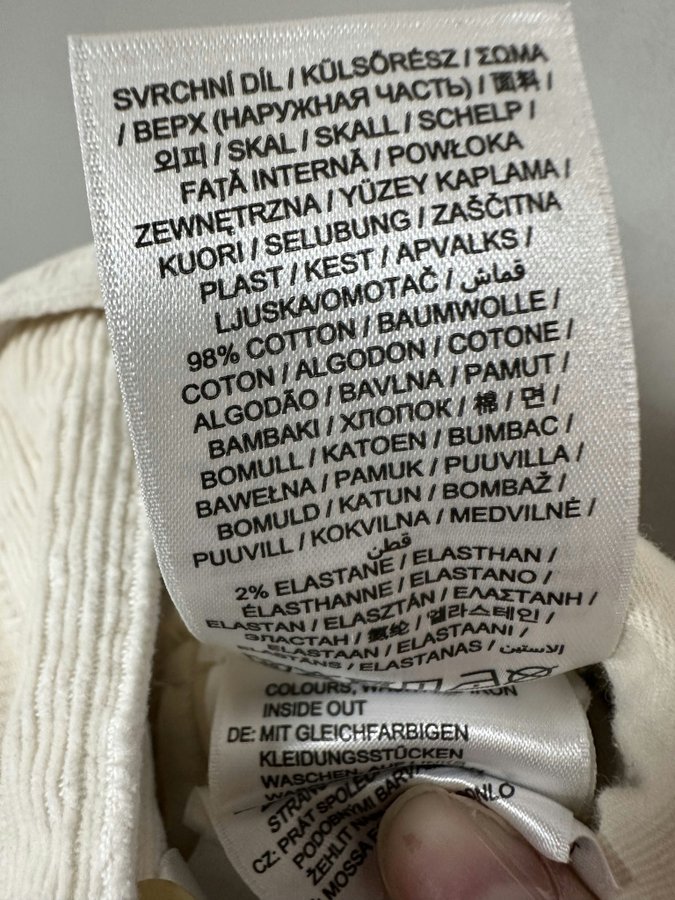 SVRCHNÍ DÍL / KÜLSŐRÉSZ / ΣΩΜΑ
/ ВЕРХ (НАРУЖНАЯ ЧАСТЬ) / 面料 /
외피 / SKAL / SKALL / SCHELP /
FAȚĂ INTERNĂ / POWŁOKA
ZEWNĘTRZNA / YÜZEY KAPLAMA /
KUORI / SELUBUNG / ZAŠČITNA
PLAST / KEST / APVALKS /
LJUSKA/OMOTAČ / قماش /
98% COTTON / BAUMWOLLE /
COTON / ALGODON / COTONE /
ALGODÃO / BAVLNA / PAMUT /
BAMBAKI / ХЛОПОК / 棉 / 면 /
BOMULL / KATOEN / BUMBAC /
BAWEŁNA / PAMUK / PUUVILLA /
BOMULD / KATUN / BOMBAŽ /
PUUVILL / KOKVILNA / MEDVILNĖ /
قطن
2% ELASTANE / ELASTHAN /
ÉLASTHANNE / ELASTANO /
ELASTAN / ELASZTÁN / ΕΛΑΣΤΑΝΗ /
ЭЛАСТАН / 氨纶 / 엘라스테인 /
ELASTAAN / ELASTAANI /
ELASTANS / ELASTANAS / الاستين
COLOURS,
INSIDE OUT
DE: MIT GLEICHFARBIGEN
KLEIDUNGSSTÜCKEN
WASCHEN
CZ: PRÁT
PODOBNÝMI
ŽEHLIT
MOSSA